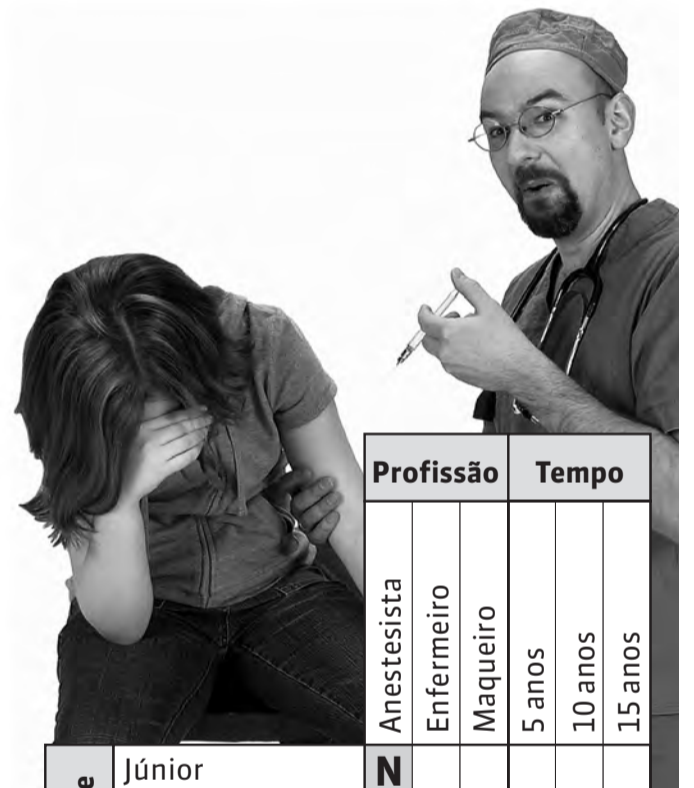 Profissão Tempo
Anestesista
Enfermeiro
Maqueiro
5 anos
10 anos
15 anos
Júnior N